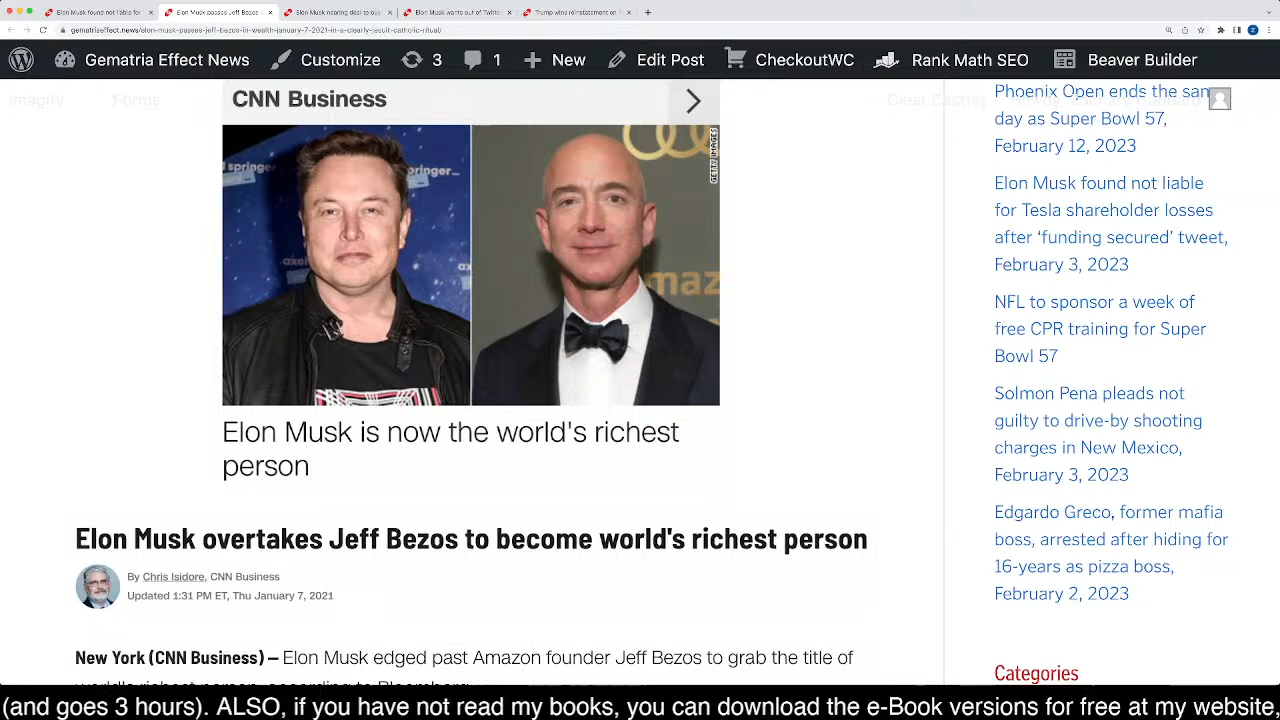 Elon Musk found not liable for
Elon Musk passes Jeff Bezos i
Elon Musk nearing deal to buy
Elon Musk wants out of Twitter
Trump wins reinstatement on T
gematriaeffect.news/elon-musk-passes-jeff-bezos-in-wealth-january-7-2021-in-a-clearly-jesuit-catholic-ritual/
Gematria Effect News Customize 3 1 New Edit Post CheckoutWC Rank Math SEO Beaver Builder
Imagify Forms Clear Caches
CNN Business
springer
pringer
axel
ax
maz
GETTY IMAGES
Elon Musk is now the world's richest
person
Elon Musk overtakes Jeff Bezos to become world's richest person
By Chris Isidore, CNN Business
Updated 1:31 PM ET, Thu January 7, 2021
New York (CNN Business) — Elon Musk edged past Amazon founder Jeff Bezos to grab the title of
world's richest person, according to Bloomberg
Phoenix Open ends the sam
day as Super Bowl 57,
February 12, 2023
Elon Musk found not liable
for Tesla shareholder losses
after ‘funding secured’ tweet,
February 3, 2023
NFL to sponsor a week of
free CPR training for Super
Bowl 57
Solmon Pena pleads not
guilty to drive-by shooting
charges in New Mexico,
February 3, 2023
Edgardo Greco, former mafia
boss, arrested after hiding for
16-years as pizza boss,
February 2, 2023
Categories
(and goes 3 hours). ALSO, if you have not read my books, you can download the e-Book versions for free at my website,